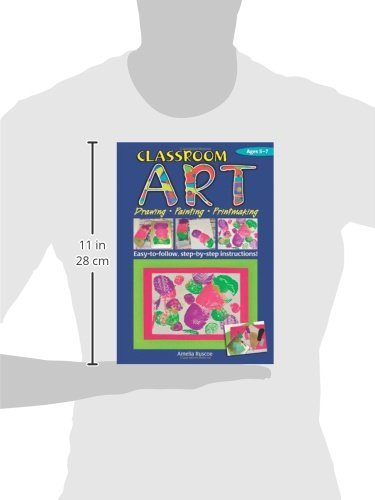 Ages 5-7
CLASSROOM
ART
Drawing • Painting • Printmaking
Easy-to-follow, step-by-step instructions!
11 in
28 cm
Amelia Ruscoe